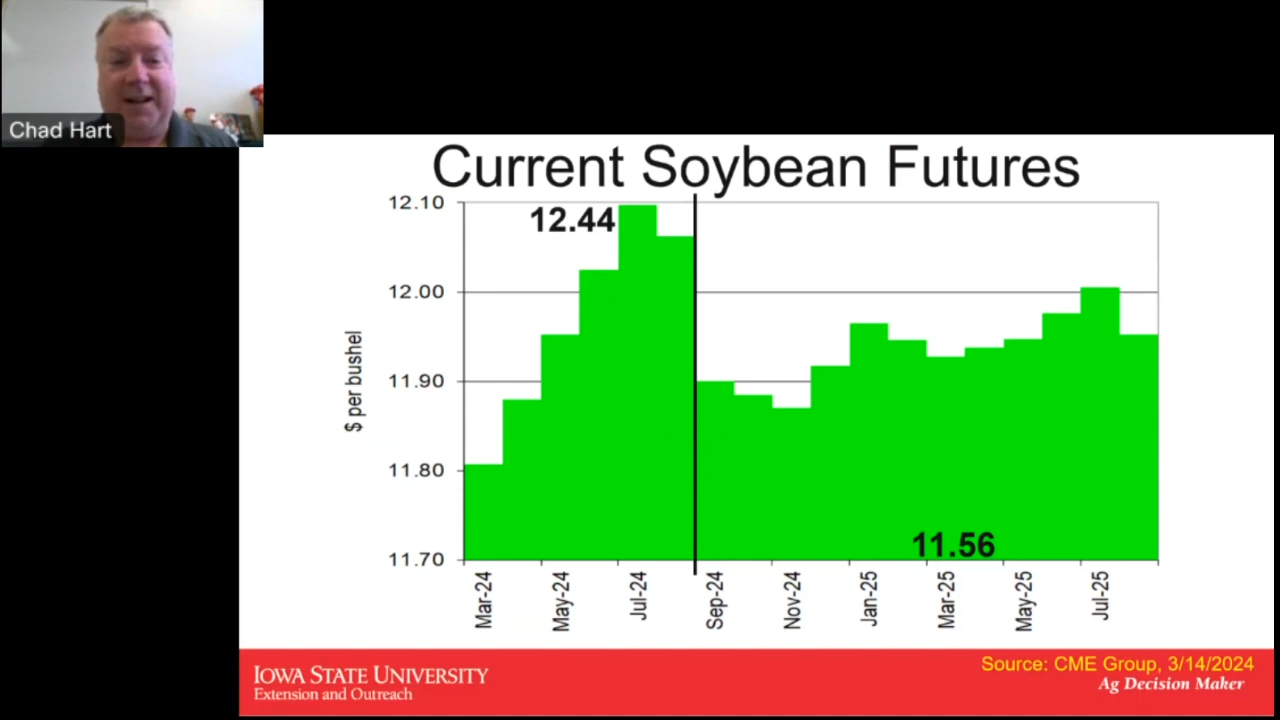 Chad Hart
Current Soybean Futures
12.10
12.00
11.90
11.80
11.70
$ per bushel
12.44
11.56
Mar-24
May-24
Jul-24
Sep-24
Nov-24
Jan-25
Mar-25
May-25
Jul-25
IOWA STATE UNIVERSITY
Extension and Outreach
Source: CME Group, 3/14/2024
Ag Decision Maker